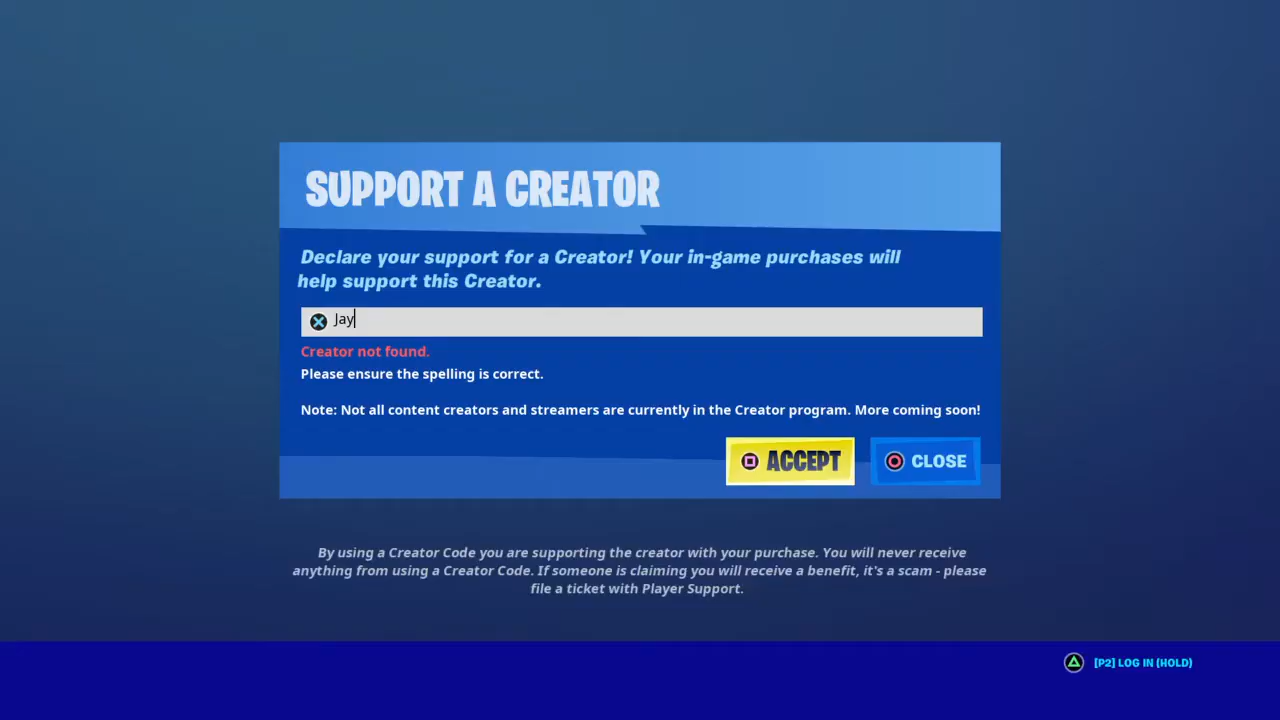 SUPPORT A CREATOR
Declare your support for a Creator! Your in-game purchases will
help support this Creator.
Jay
Creator not found.
Please ensure the spelling is correct.
Note: Not all content creators and streamers are currently in the Creator program. More coming soon!
ACCEPT
CLOSE
By using a Creator Code you are supporting the creator with your purchase. You will never receive
anything from using a Creator Code. If someone is claiming you will receive a benefit, it's a scam - please
file a ticket with Player Support.
[P2] LOG IN (HOLD)